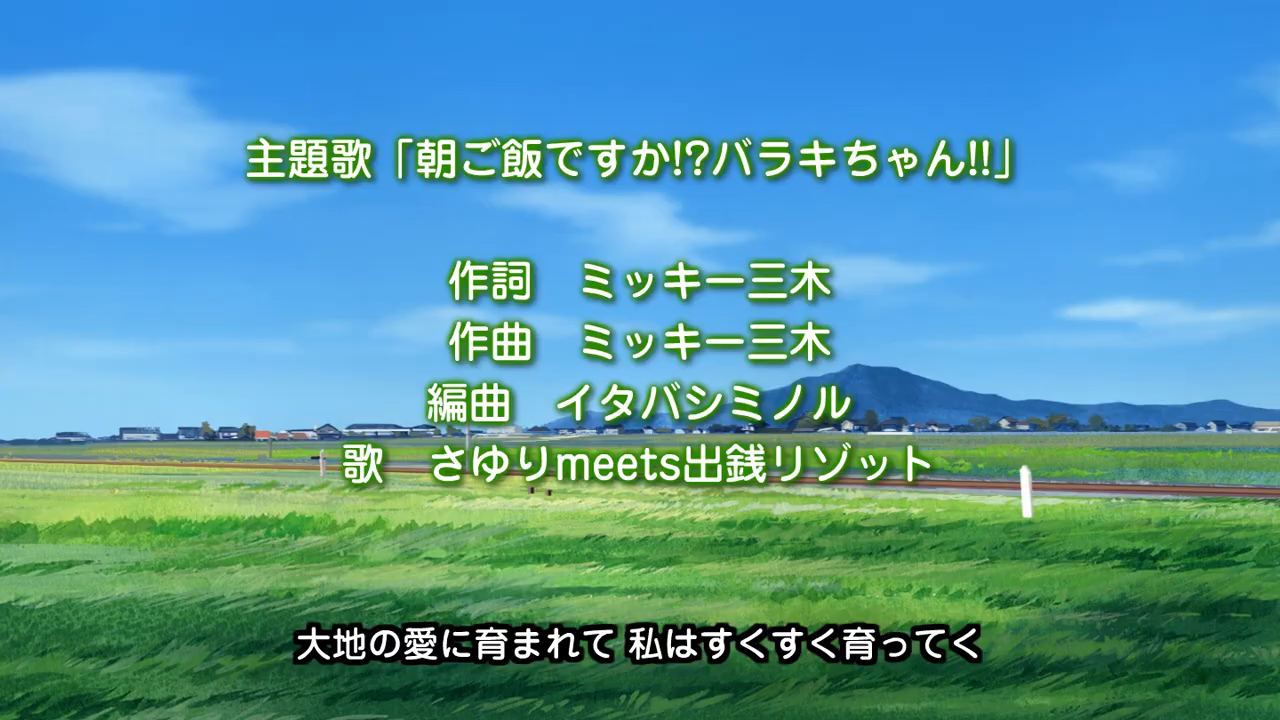 主題歌「朝ご飯ですか!?バラキちゃん!!」
作詞　ミッキー三木
作曲　ミッキー三木
編曲　イタバシミノル
歌　さゆりmeets出銭リゾット
大地の愛に育まれて 私はすくすく育ってく